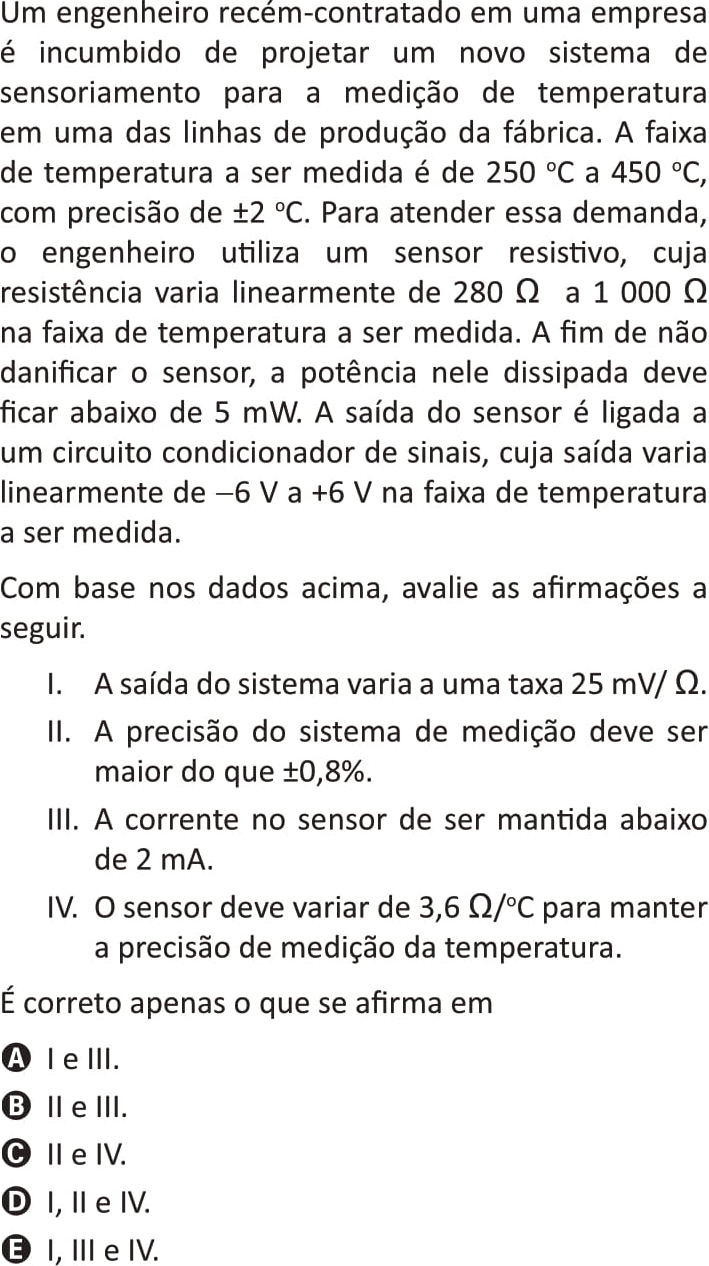 Um engenheiro recém-contratado em uma empresa
é incumbido de projetar um novo sistema de
sensoriamento para a medição de temperatura
em uma das linhas de produção da fábrica. A faixa
de temperatura a ser medida é de 250 ºC a 450 ºC,
com precisão de ±2 ºC. Para atender essa demanda,
o engenheiro utiliza um sensor resistivo, cuja
resistência varia linearmente de 280 Ω a 1 000 Ω
na faixa de temperatura a ser medida. A fim de não
danificar o sensor, a potência nele dissipada deve
ficar abaixo de 5 mW. A saída do sensor é ligada a
um circuito condicionador de sinais, cuja saída varia
linearmente de −6 V a +6 V na faixa de temperatura
a ser medida.
Com base nos dados acima, avalie as afirmações a
seguir.
I. A saída do sistema varia a uma taxa 25 mV/ Ω.
II. A precisão do sistema de medição deve ser
maior do que ±0,8%.
III. A corrente no sensor de ser mantida abaixo
de 2 mA.
IV. O sensor deve variar de 3,6 Ω/ºC para manter
a precisão de medição da temperatura.
É correto apenas o que se afirma em
A I e III.
B II e III.
C II e IV.
D I, II e IV.
E I, III e IV.